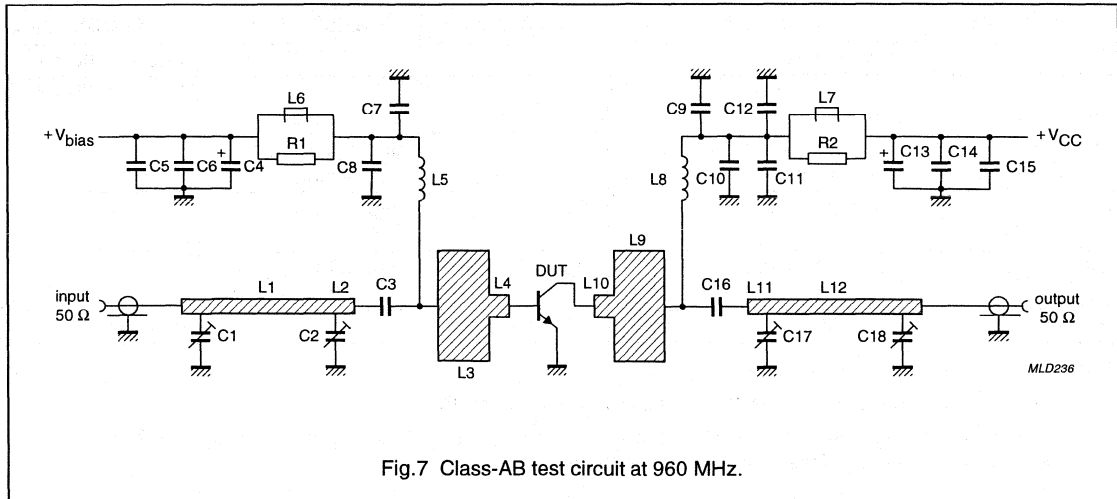 C7
C9 C12
L6 L7
+Vbias R1 R2 +VCC
C5 C6 + C4 C8 L5 L8 C10 C11 + C13 C14 C15
L9
L4 DUT L10
input
50 Ω
L1 L2 C3 C16 L11 L12
output
50 Ω
C1 C2 C17 C18
L3
MLD236
Fig.7 Class-AB test circuit at 960 MHz.